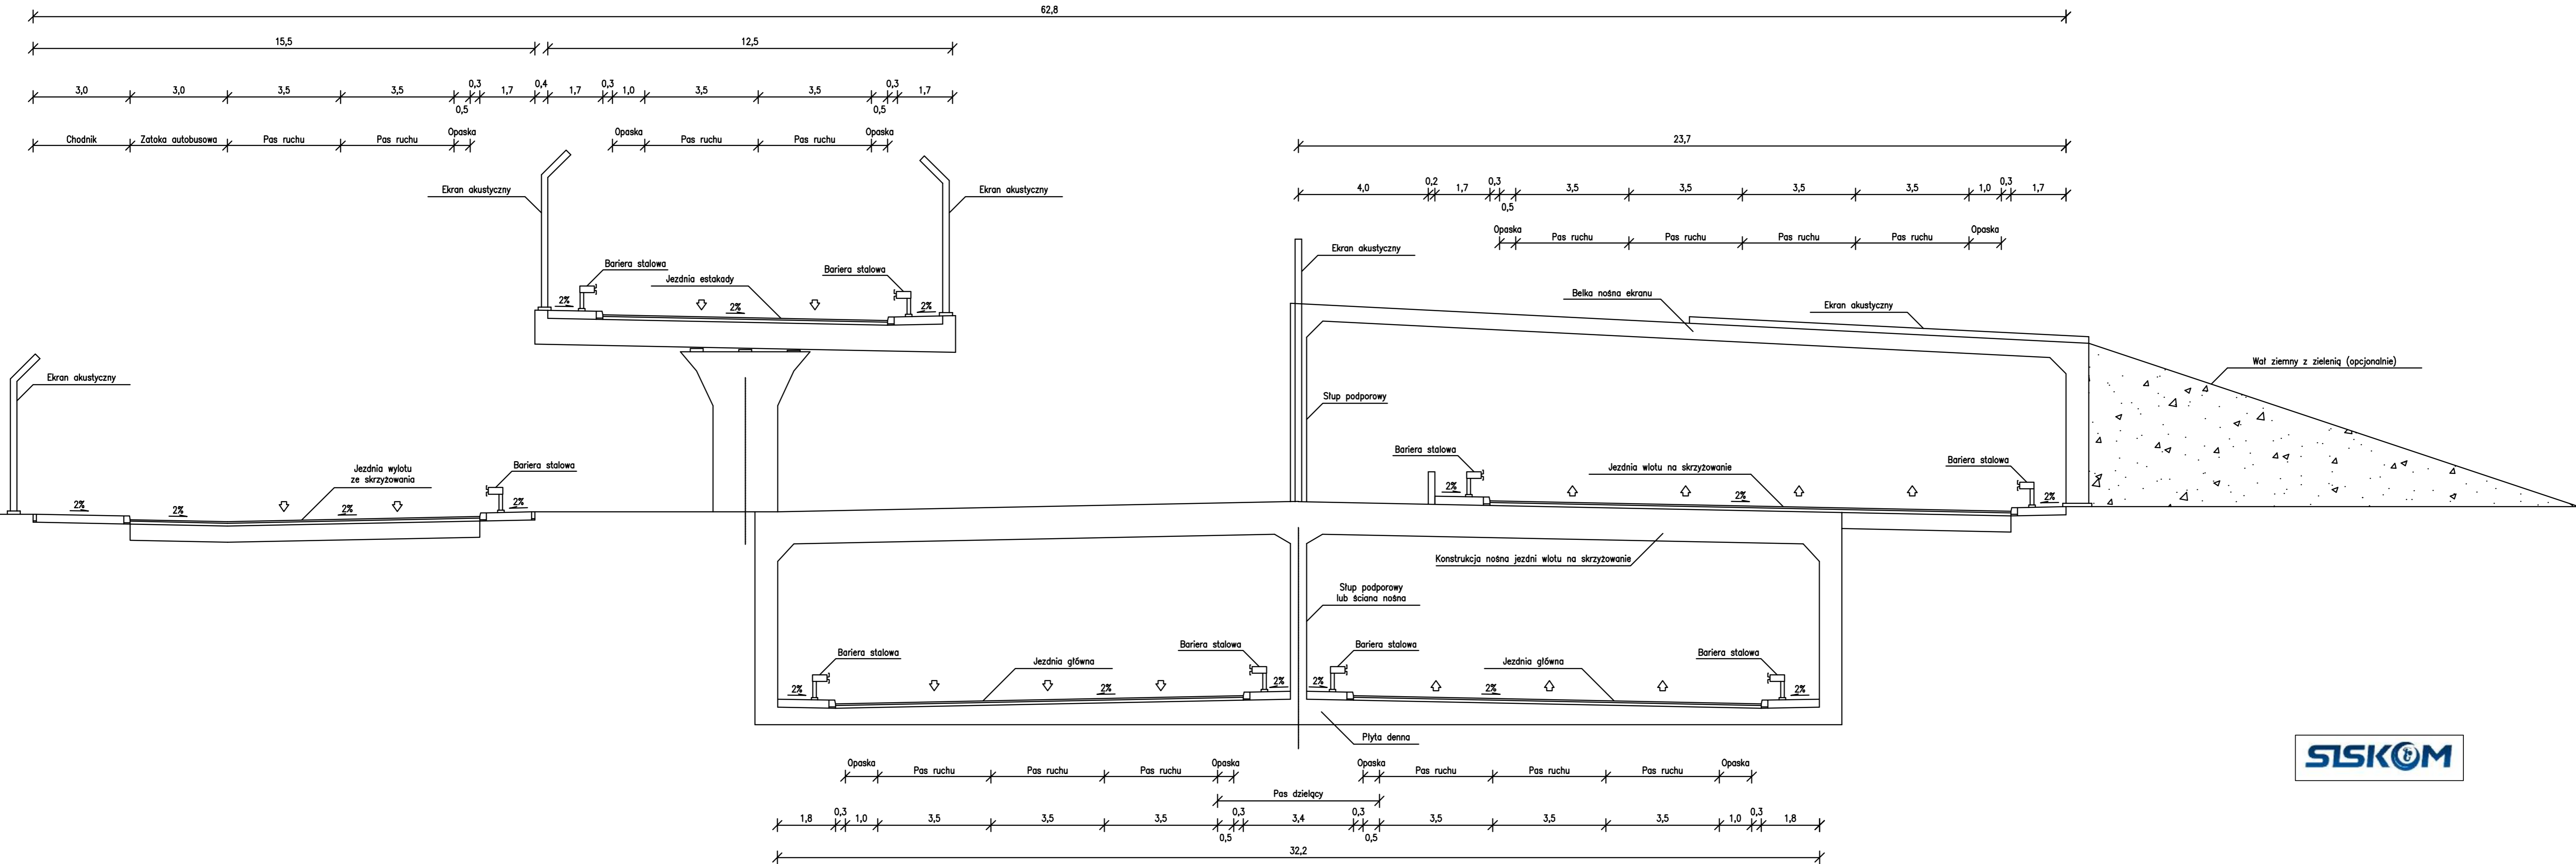 62,8
15,5 12,5
3,0 3,0 3,5 3,5 0,5 0,3 1,7 0,4 1,7 0,3 1,0 3,5 3,5 0,5 0,3 1,7
Chodnik Zatoka autobusowa Pas ruchu Pas ruchu Opaska Opaska Pas ruchu Pas ruchu Opaska
23,7
4,0 0,2 1,7 0,3 0,5 3,5 3,5 3,5 3,5 1,0 0,3 1,7
Opaska Pas ruchu Pas ruchu Pas ruchu Pas ruchu Opaska
Ekran akustyczny
Ekran akustyczny
Ekran akustyczny
Bariera stalowa
Jezdnia estakady
Bariera stalowa
2% 2% 2%
Belka nośna ekranu
Ekran akustyczny
Wał ziemny z zielenią (opcjonalnie)
Ekran akustyczny
Słup podporowy
Jezdnia wylotu
ze skrzyżowania
Bariera stalowa
2% 2% 2% 2%
Bariera stalowa
Jezdnia wlotu na skrzyżowanie
Bariera stalowa
2% 2% 2%
Konstrukcja nośna jezdni wlotu na skrzyżowanie
Słup podporowy
lub ściana nośna
Bariera stalowa
Jezdnia główna
Bariera stalowa
Bariera stalowa
Jezdnia główna
Bariera stalowa
2% 2% 2% 2% 2% 2%
Płyta denna
SISKOM
Opaska Pas ruchu Pas ruchu Pas ruchu Opaska Opaska Pas ruchu Pas ruchu Pas ruchu Opaska
Pas dzielący
1,8 0,3 1,0 3,5 3,5 3,5 0,5 0,3 3,4 0,3 0,5 3,5 3,5 3,5 1,0 0,3 1,8
32,2